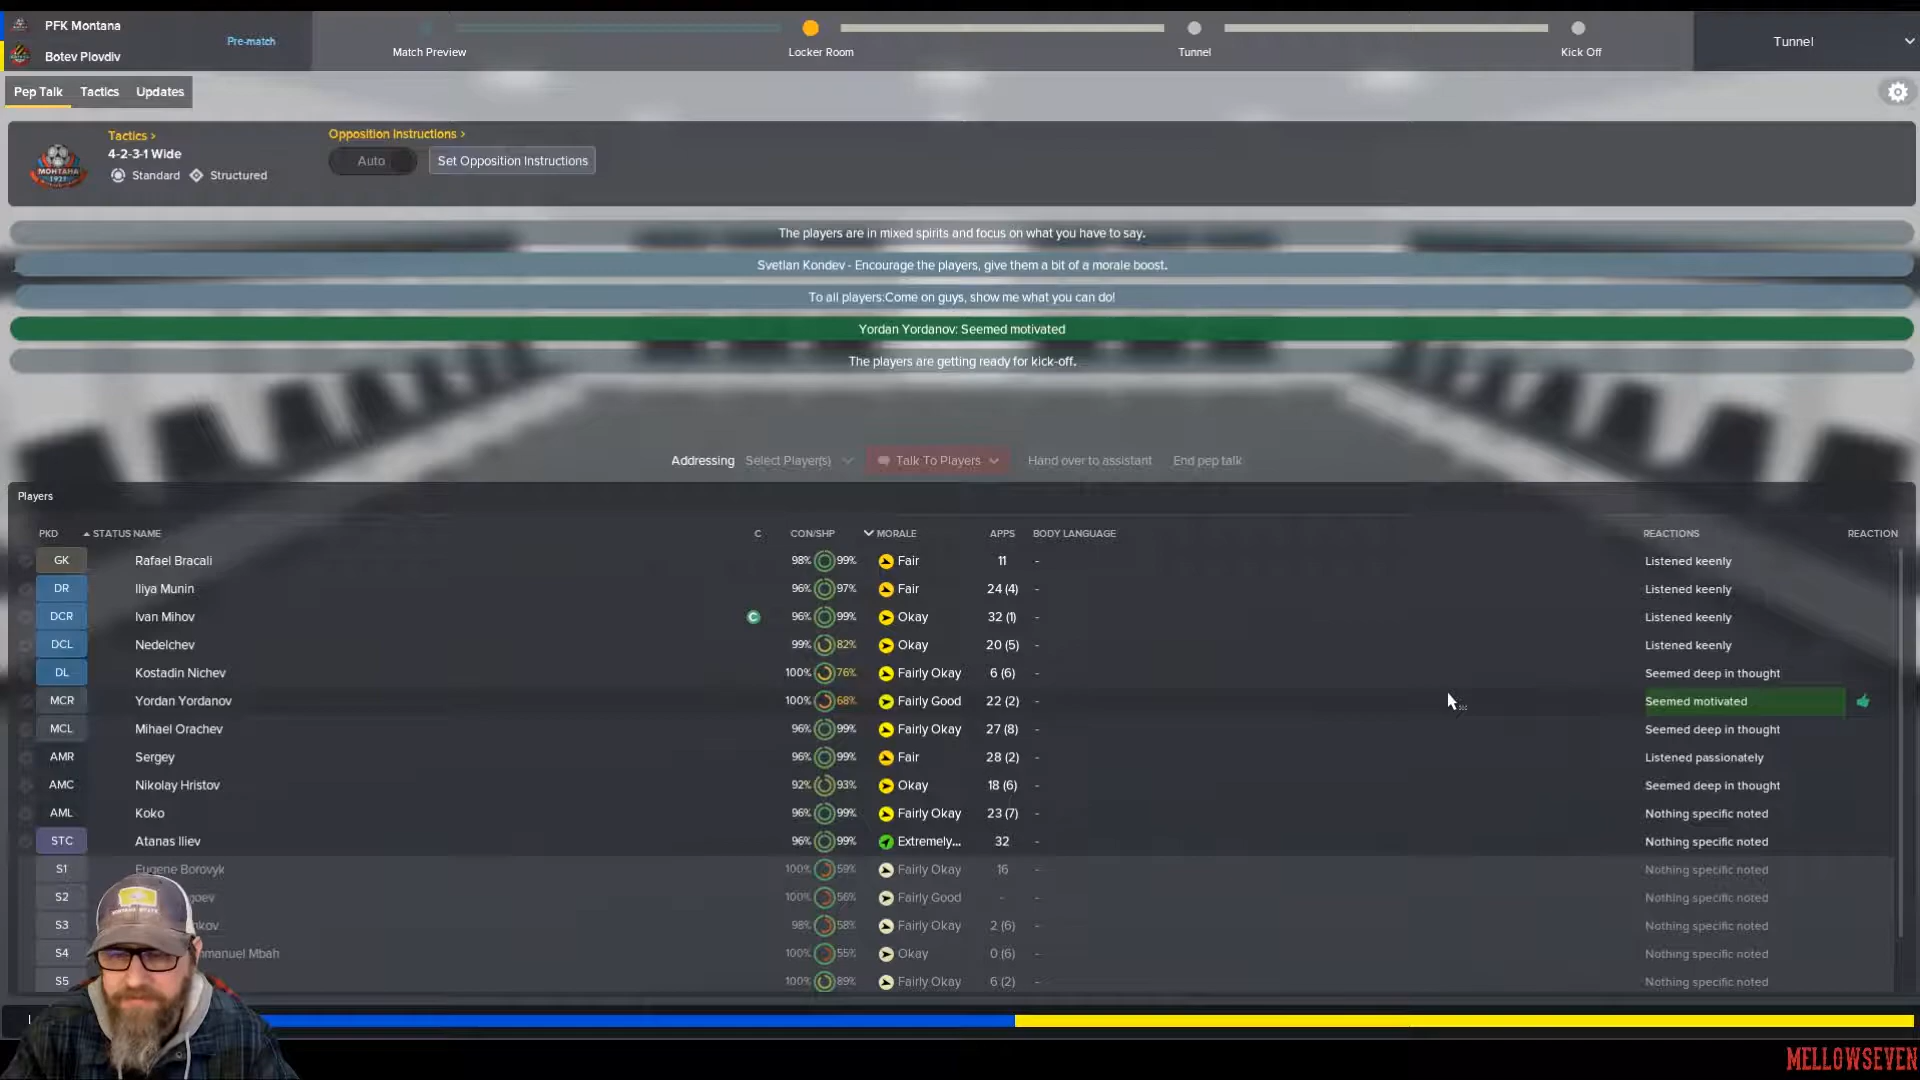 PFK Montana
Botev Plovdiv
Pre-match
Match Preview
Locker Room
Tunnel
Kick Off
Tunnel
Pep Talk Tactics Updates
MOHTAHA
1921
Tactics >
4-2-3-1 Wide
Standard Structured
Opposition Instructions >
Auto Set Opposition Instructions
The players are in mixed spirits and focus on what you have to say.
Svetlan Kondev - Encourage the players, give them a bit of a morale boost.
To all players:Come on guys, show me what you can do!
Yordan Yordanov: Seemed motivated
The players are getting ready for kick-off.
Addressing Select Player(s) Talk To Players Hand over to assistant End pep talk
Players
PKD STATUS NAME C CON/SHP MORALE APPS BODY LANGUAGE REACTIONS REACTION
GK Rafael Bracali 98% 99% Fair 11 - Listened keenly
DR Iliya Munin 96% 97% Fair 24 (4) - Listened keenly
DCR Ivan Mihov C 96% 99% Okay 32 (1) - Listened keenly
DCL Nedelchev 99% 82% Okay 20 (5) - Listened keenly
DL Kostadin Nichev 100% 76% Fairly Okay 6 (6) - Seemed deep in thought
MCR Yordan Yordanov 100% 68% Fairly Good 22 (2) - Seemed motivated
MCL Mihael Orachev 96% 99% Fairly Okay 27 (8) - Seemed deep in thought
AMR Sergey 96% 99% Fair 28 (2) - Listened passionately
AMC Nikolay Hristov 92% 93% Okay 18 (6) - Seemed deep in thought
AML Koko 96% 99% Fairly Okay 23 (7) - Nothing specific noted
STC Atanas Iliev 96% 99% Extremely... 32 - Nothing specific noted
S1 Eugene Borovyk 100% 59% Fairly Okay 16 - Nothing specific noted
S2 100% 56% Fairly Good - - Nothing specific noted
S3 98% 58% Fairly Okay 2 (6) - Nothing specific noted
S4 Mbah 100% 55% Okay 0 (6) - Nothing specific noted
S5 100% 89% Fairly Okay 6 (2) - Nothing specific noted
MELLOWSEVEN